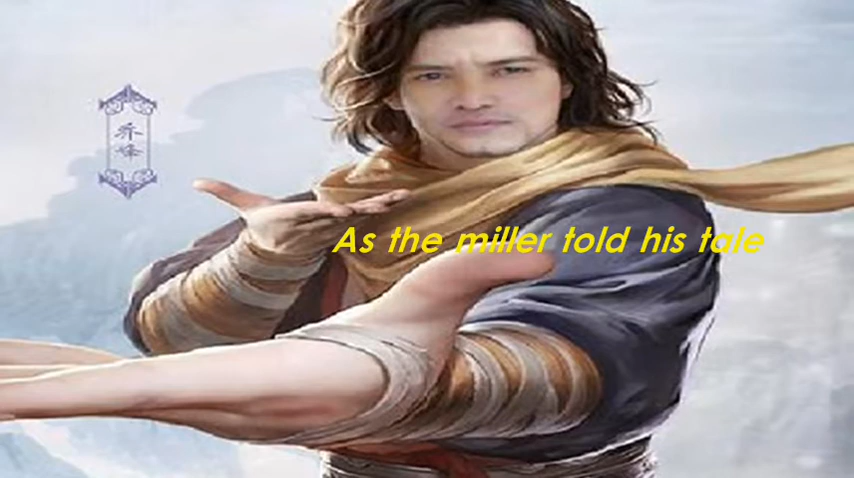 乔峰
As the miller told his tale